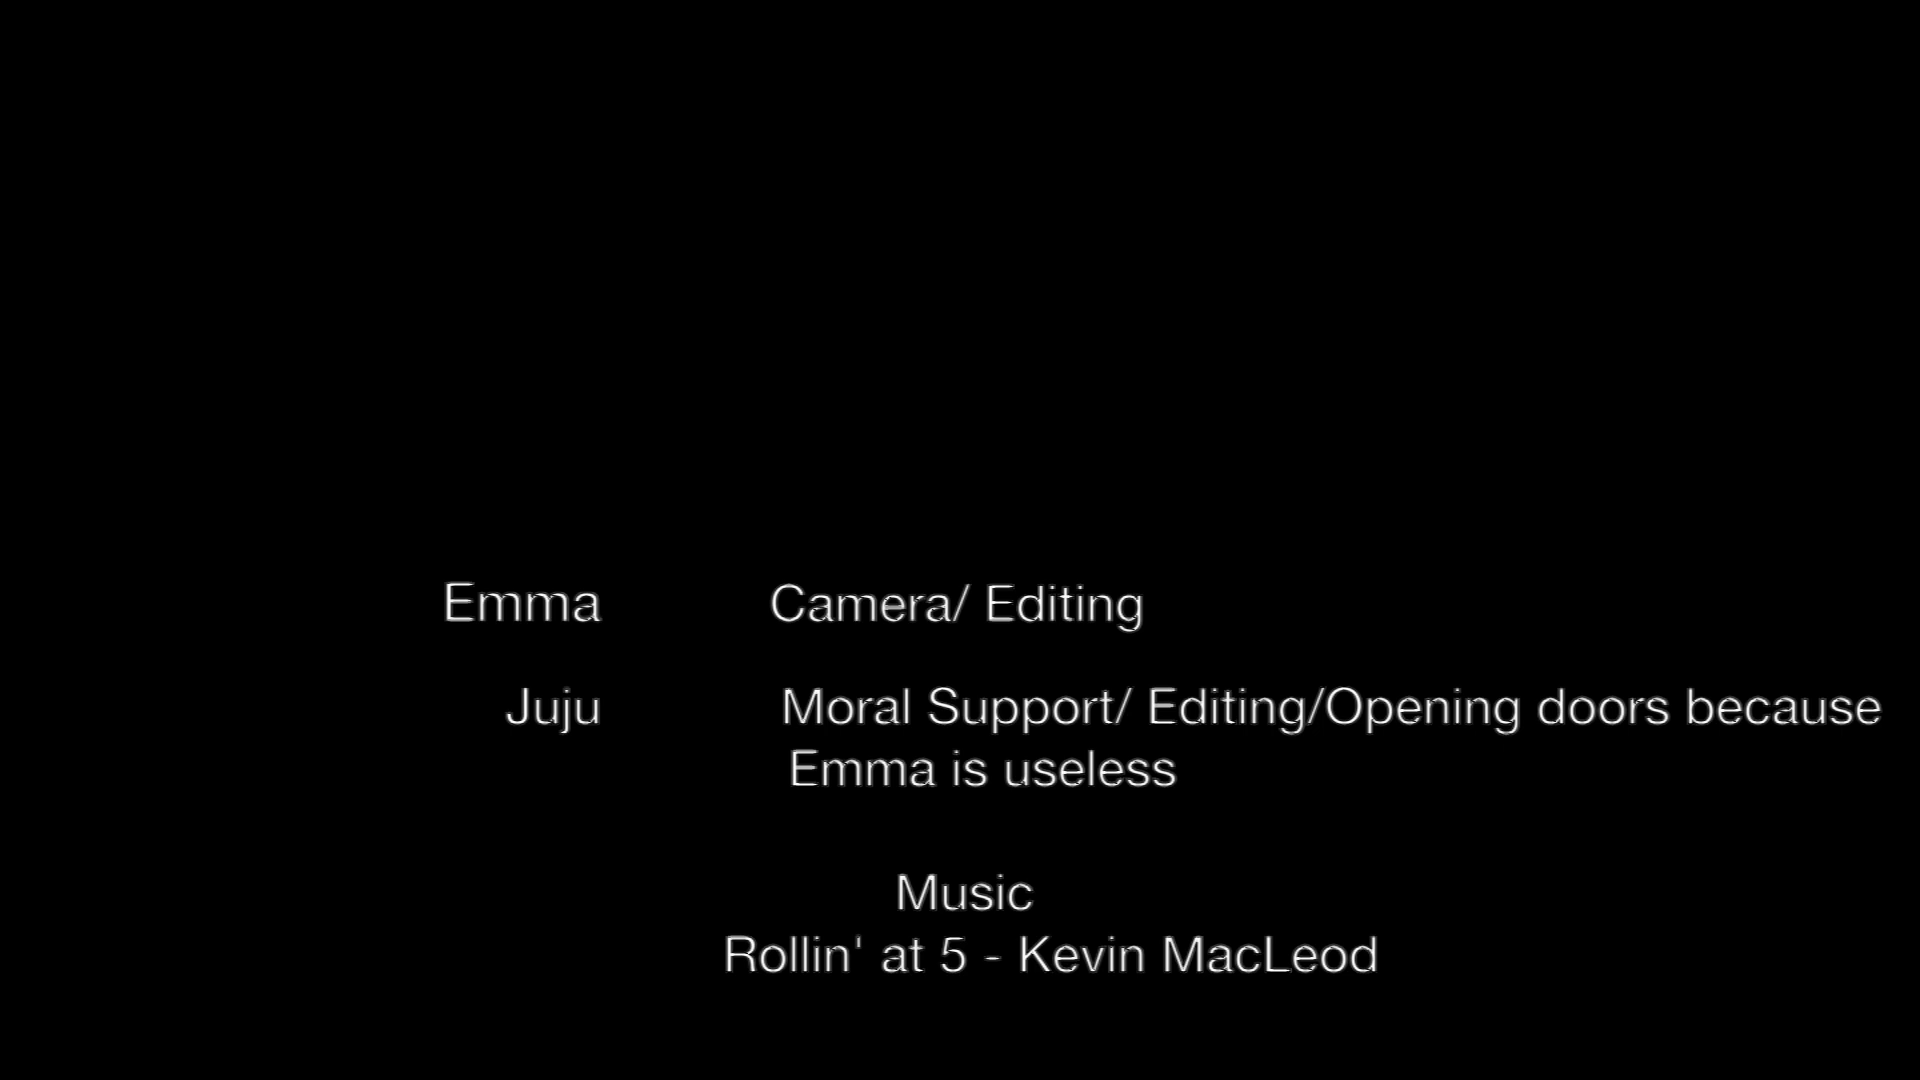 Emma Camera/ Editing
Juju Moral Support/ Editing/Opening doors because
Emma is useless
Music
Rollin' at 5 - Kevin MacLeod